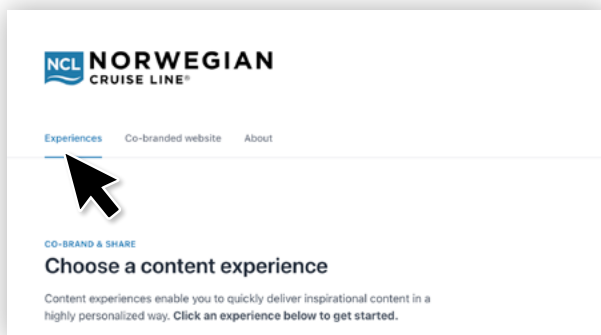 NCL NORWEGIAN
CRUISE LINE®
Experiences Co-branded website About
CO-BRAND & SHARE
Choose a content experience
Content experiences enable you to quickly deliver inspirational content in a
highly personalized way. Click an experience below to get started.